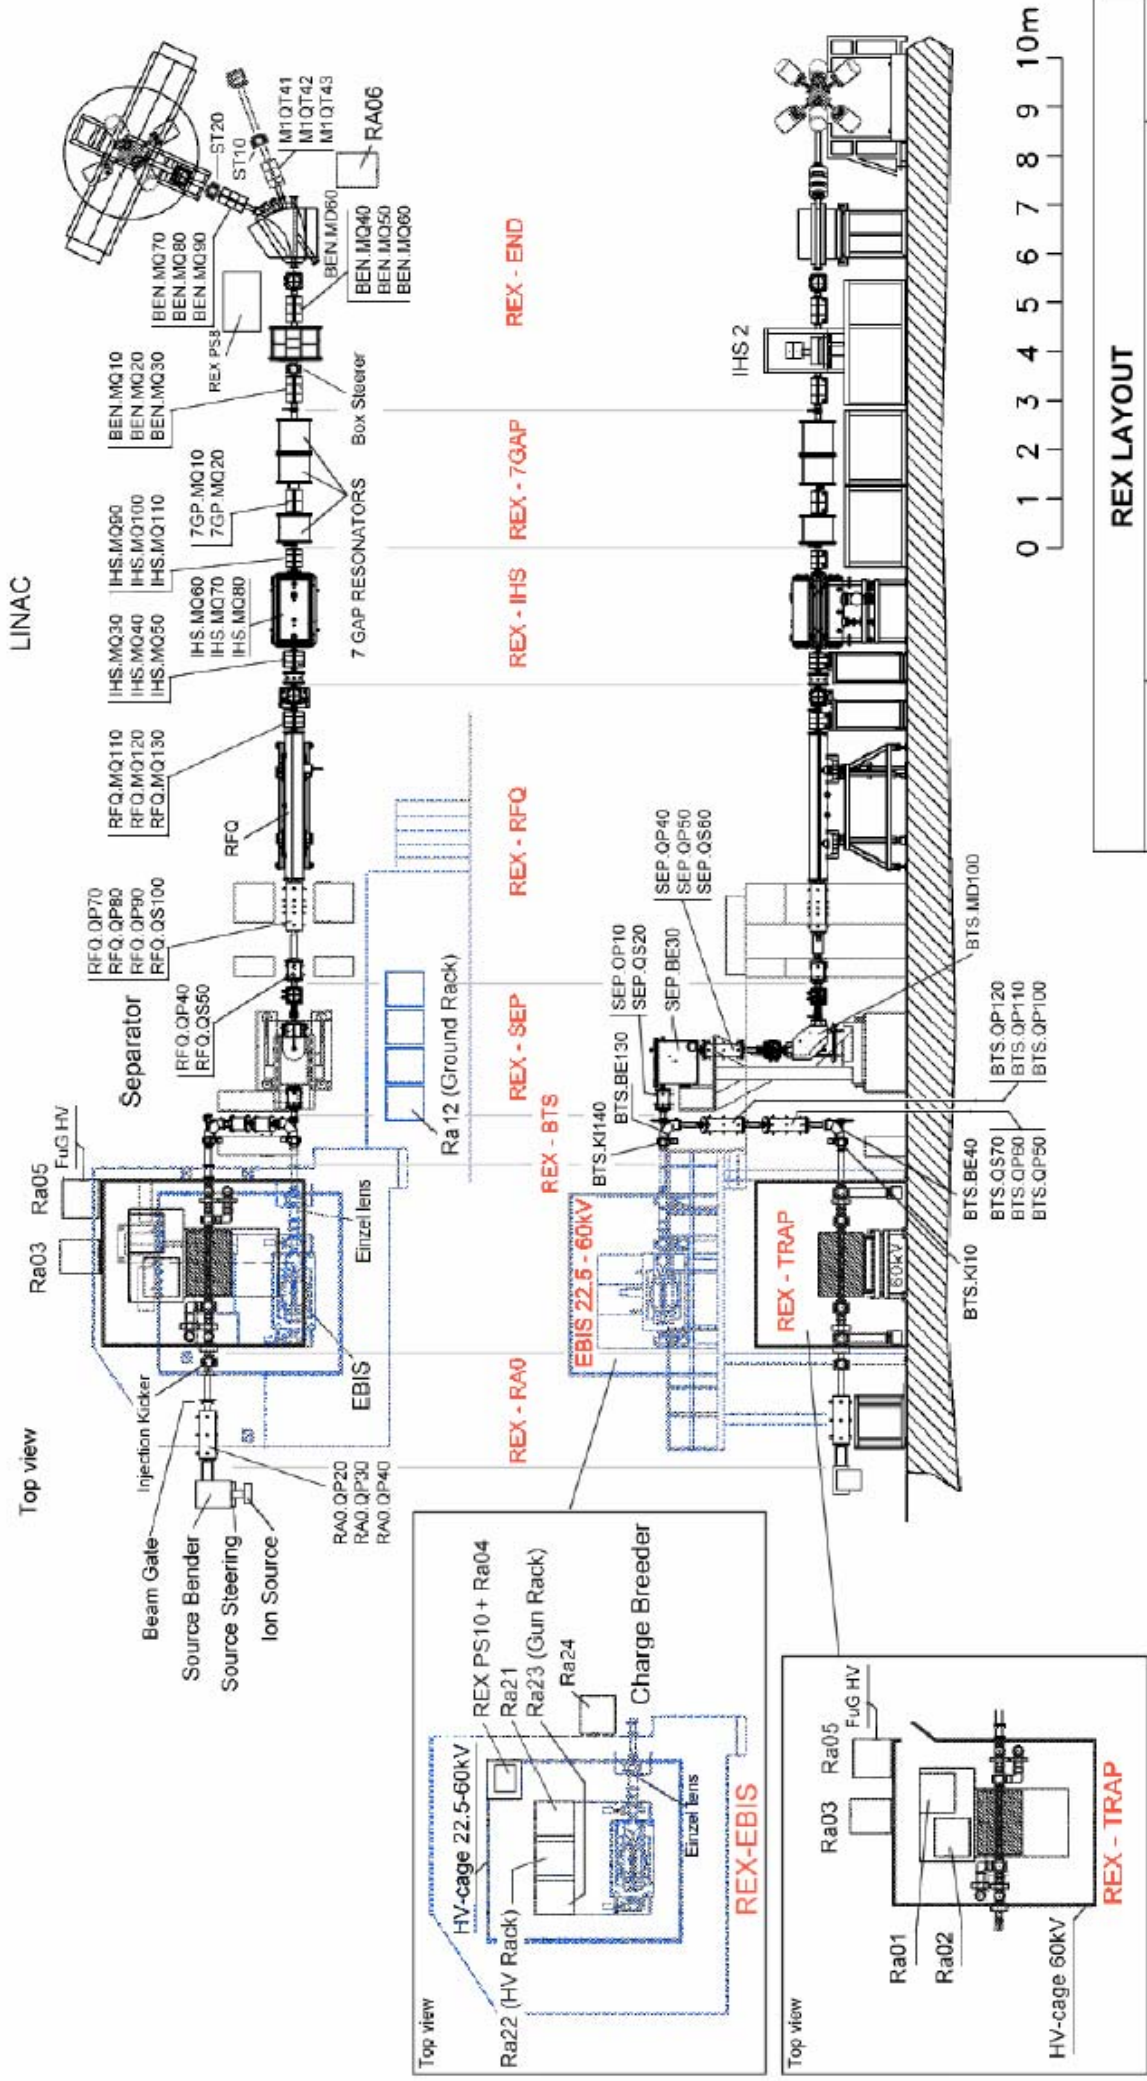 Top view
LINAC
Separator
Beam Gate
Source Bender
Source Steering
Ion Source
Injection Kicker
RA0.QP20
RA0.QP30
RA0.QP40
Ra03
Ra05
FuG HV
EBIS
Einzel lens
Ra12 (Ground Rack)
RFQ.QP40
RFQ.QS50
RFQ.QP70
RFQ.QP80
RFQ.QP90
RFQ.QS100
RFQ
RFQ.MQ110
RFQ.MQ120
RFQ.MQ130
IHS.MQ30
IHS.MQ40
IHS.MQ50
IHS.MQ60
IHS.MQ70
IHS.MQ80
IHS.MQ90
IHS.MQ100
IHS.MQ110
7GP.MQ10
7GP.MQ20
7 GAP RESONATORS
BEN.MQ10
BEN.MQ20
BEN.MQ30
Box Steerer
REX PS8
BEN.MQ70
BEN.MQ80
BEN.MQ90
BEN.MD60
BEN.MQ40
BEN.MQ50
BEN.MQ60
ST20
ST10
M1QT41
M1QT42
M1QT43
RA06
REX - RA0
REX - BTS
REX - SEP
REX - RFQ
REX - IHS
REX - 7GAP
REX - END
EBIS 22.5 - 60kV
REX - TRAP
60kV
BTS.KI10
BTS.KI140
BTS.BE130
SEP.QP10
SEP.QS20
SEP.BE30
SEP.QP40
SEP.QP50
SEP.QS60
BTS.MD100
BTS.BE40
BTS.QS70
BTS.QP60
BTS.QP50
BTS.QP120
BTS.QP110
BTS.QP100
IHS 2
0 1 2 3 4 5 6 7 8 9 10m
REX LAYOUT
Top view
HV-cage 22.5-60kV
Ra22 (HV Rack)
REX PS10 + Ra04
Ra21
Ra23 (Gun Rack)
Ra24
Charge Breeder
Einzel lens
REX-EBIS
Top view
Ra01
Ra02
Ra03
Ra05
FuG HV
HV-cage 60kV
REX - TRAP